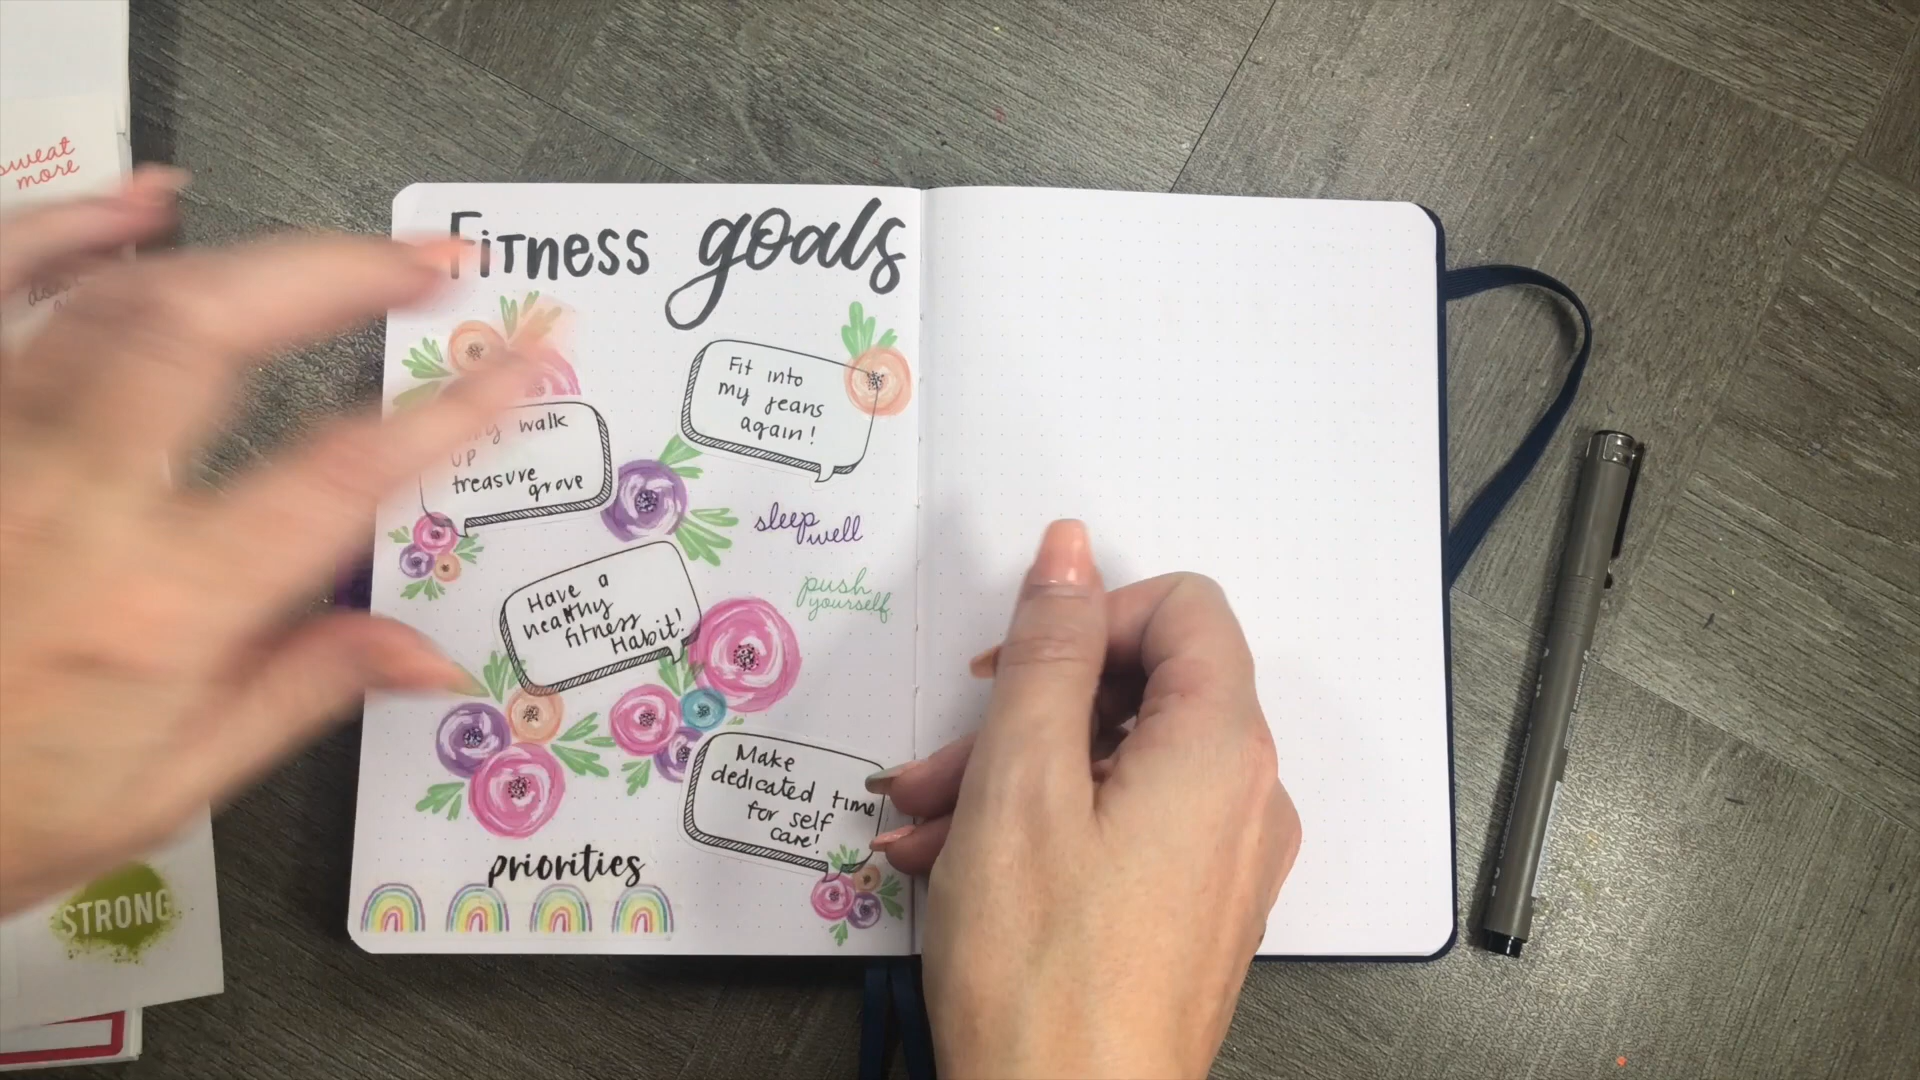 sweat
more
Fitness goals
Fit into
my jeans
again!
walk
up
treasure
grove
sleep
well
push
yourself.
Have a
healthy
fitness
Habit!
Make
dedicated time
for self
care!
priorities
STRONG